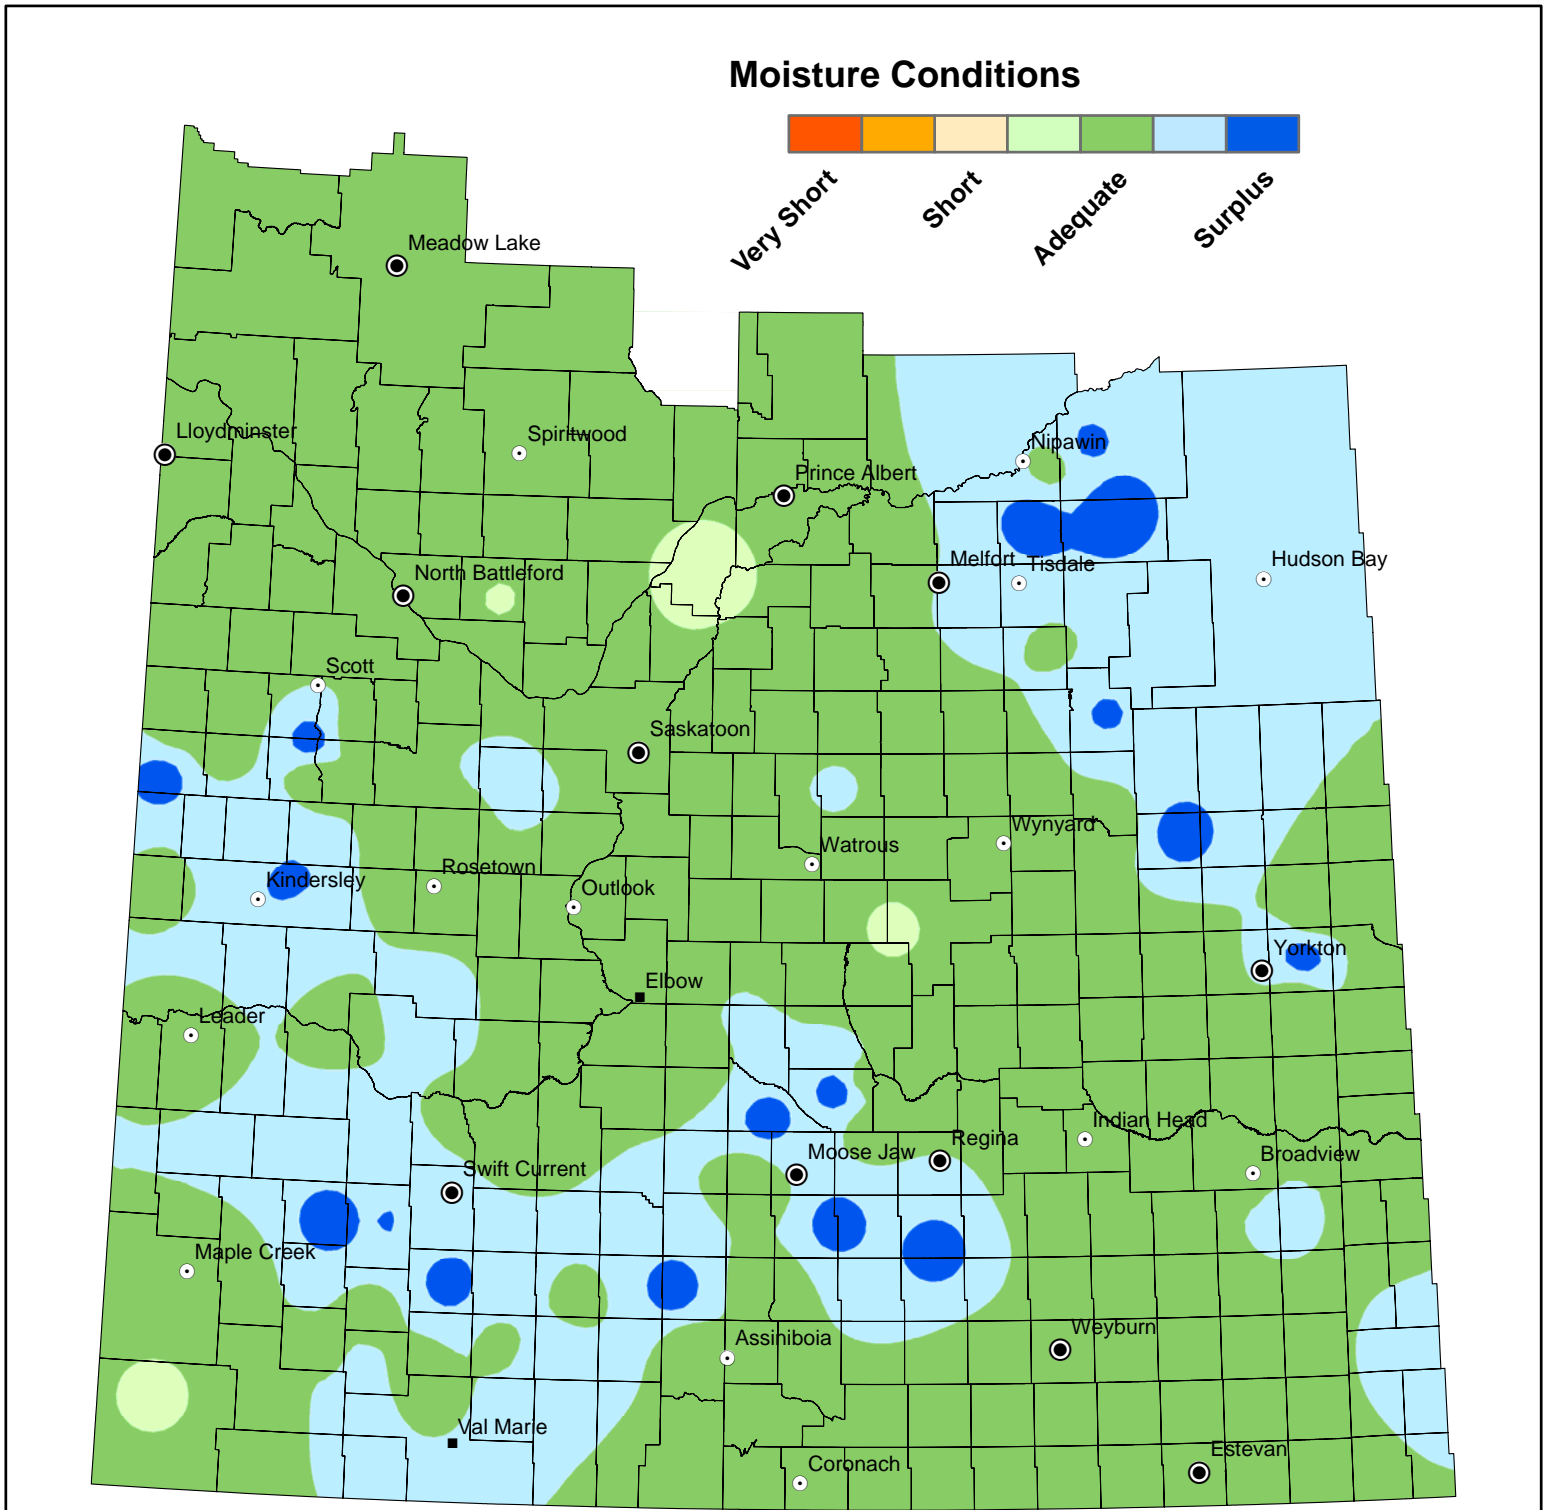 Moisture Conditions
Very Short
Short
Adequate
Surplus
Meadow Lake
Lloydminster
Spiritwood
Nipawin
Prince Albert
Melfort
Tisdale
Hudson Bay
North Battleford
Scott
Saskatoon
Wynyard
Watrous
Rosetown
Kindersley
Outlook
Yorkton
Elbow
Leader
Indian Head
Regina
Moose Jaw
Broadview
Swift Current
Maple Creek
Weyburn
Assiniboia
Val Marie
Estevan
Coronach